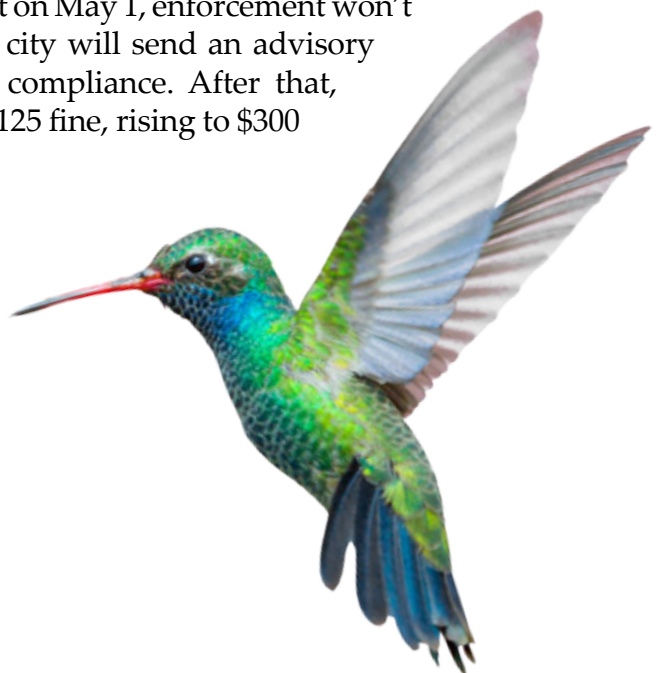 on May 1, enforcement won’t
city will send an advisory
compliance. After that,
125 fine, rising to $300